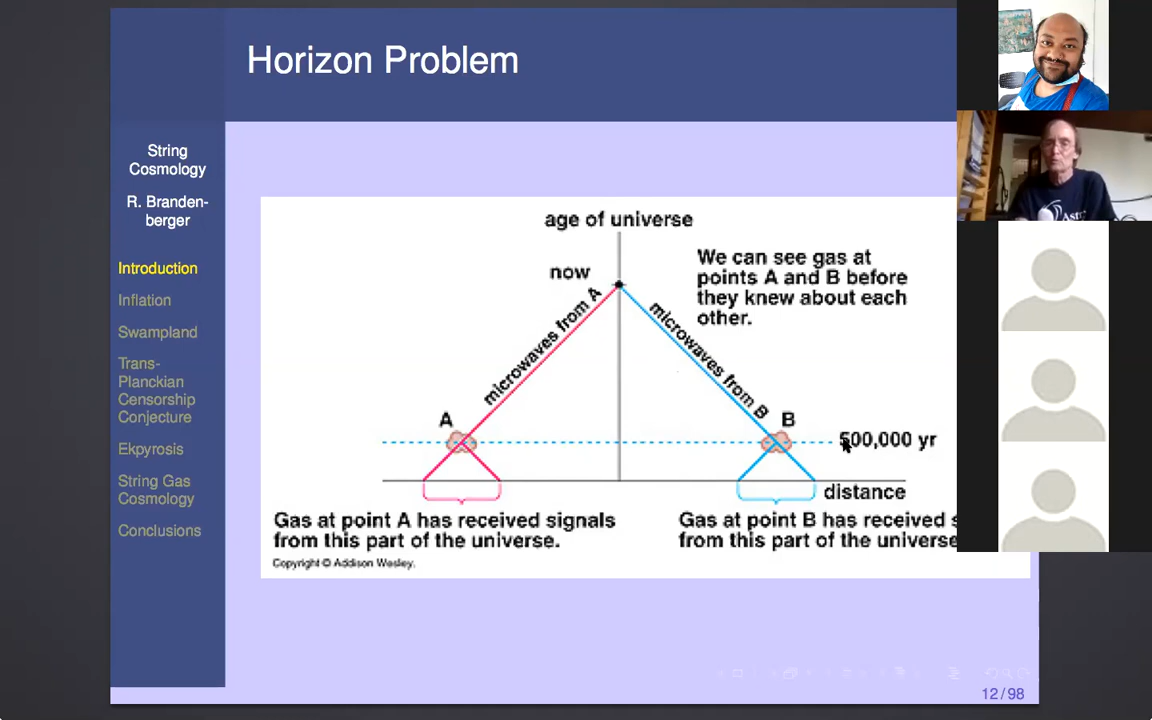 Horizon Problem
String
Cosmology
R. Branden-
berger
Introduction
Inflation
Swampland
Trans-
Planckian
Censorship
Conjecture
Ekpyrosis
String Gas
Cosmology
Conclusions
age of universe
now
We can see gas at
points A and B before
they knew about each
other.
microwaves from A
microwaves from B
A
B
500,000 yr
distance
Gas at point A has received signals
from this part of the universe.
Gas at point B has received s
from this part of the universe
Copyright © Addison Wesley.
12/98